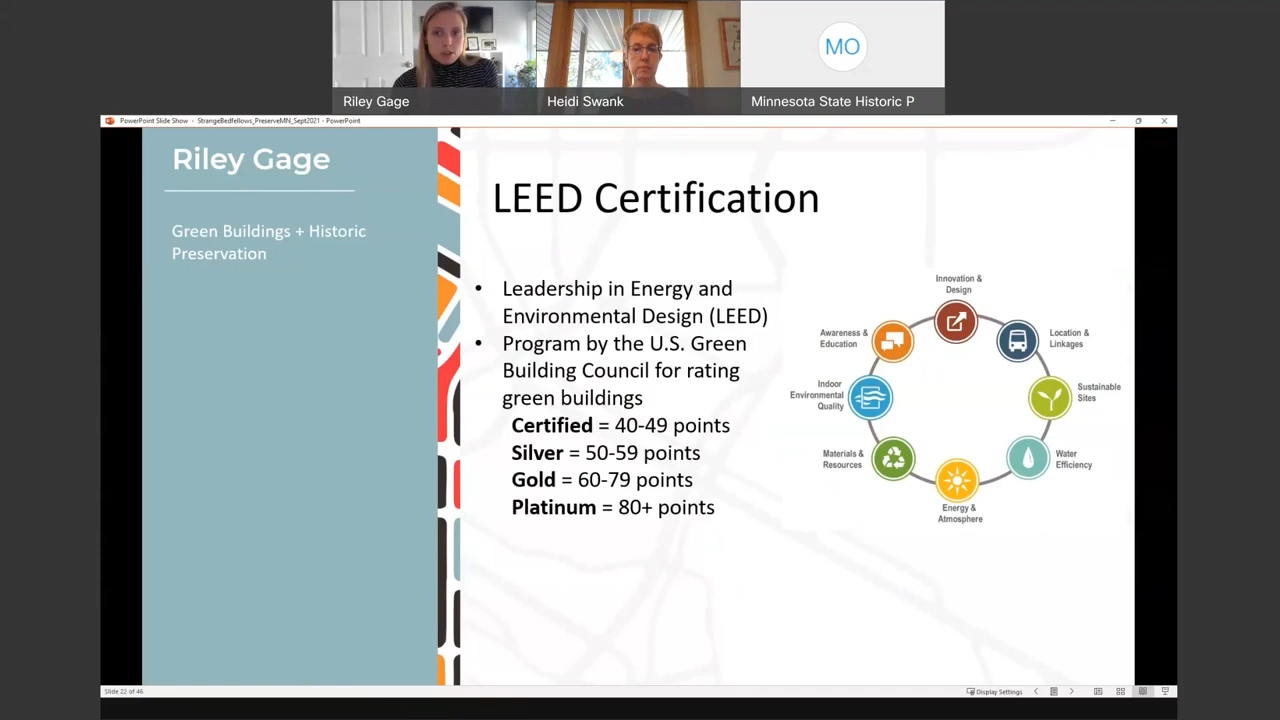 MO
Riley Gage
Heidi Swank
Minnesota State Historic P
PowerPoint Slide Show - StrangeBedfellows_PreserveMN_Sept2021 - PowerPoint
Riley Gage
Green Buildings + Historic
Preservation
LEED Certification
• Leadership in Energy and
Environmental Design (LEED)
• Program by the U.S. Green
Building Council for rating
green buildings
Certified = 40-49 points
Silver = 50-59 points
Gold = 60-79 points
Platinum = 80+ points
Innovation &
Design
Location &
Linkages
Sustainable
Sites
Water
Efficiency
Energy &
Atmosphere
Materials &
Resources
Indoor
Environmental
Quality
Awareness &
Education
Slide 22 of 46
Display Settings